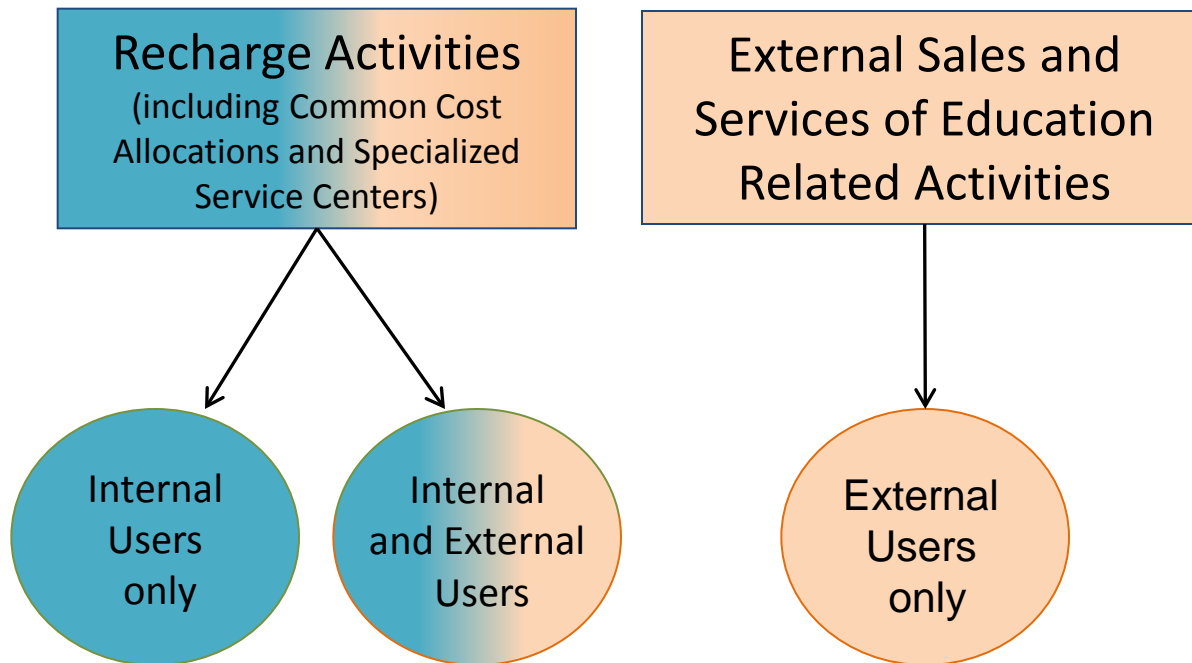 Recharge Activities
(including Common Cost
Allocations and Specialized
Service Centers)
External Sales and
Services of Education
Related Activities
Internal
Users
only
Internal
and External
Users
External
Users
only